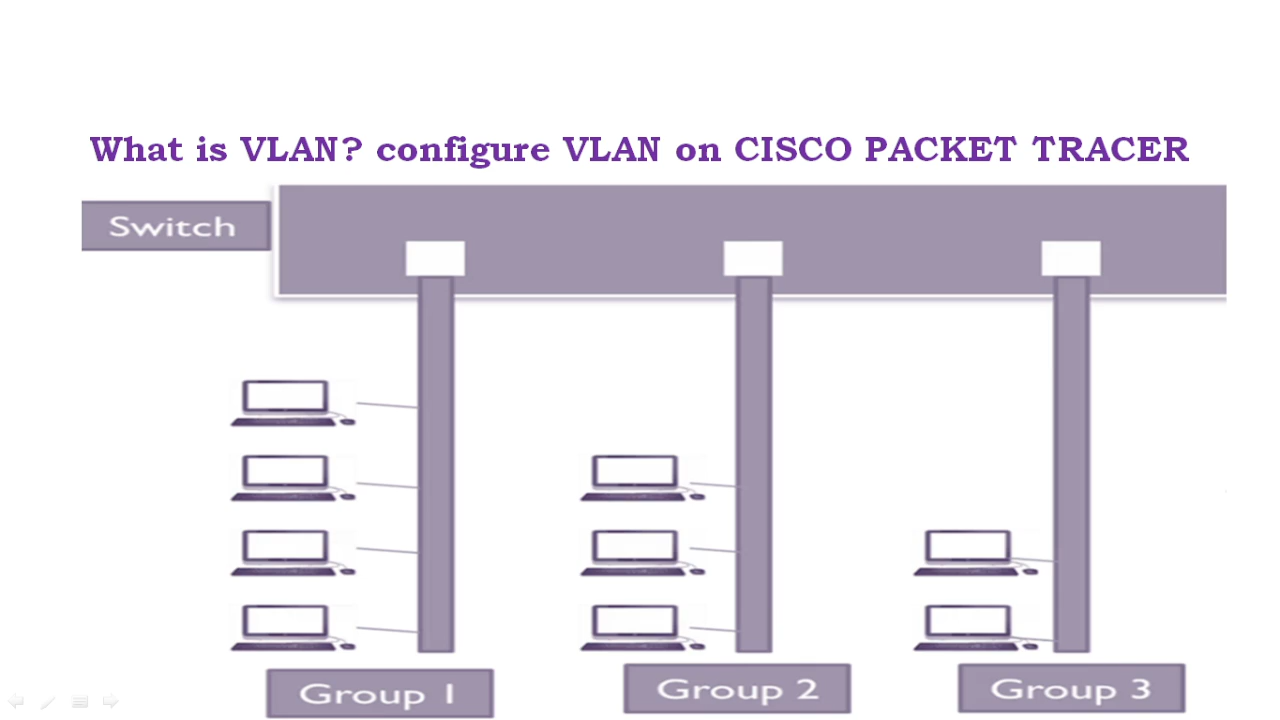 What is VLAN? configure VLAN on CISCO PACKET TRACER
Switch
Group 1
Group 2
Group 3